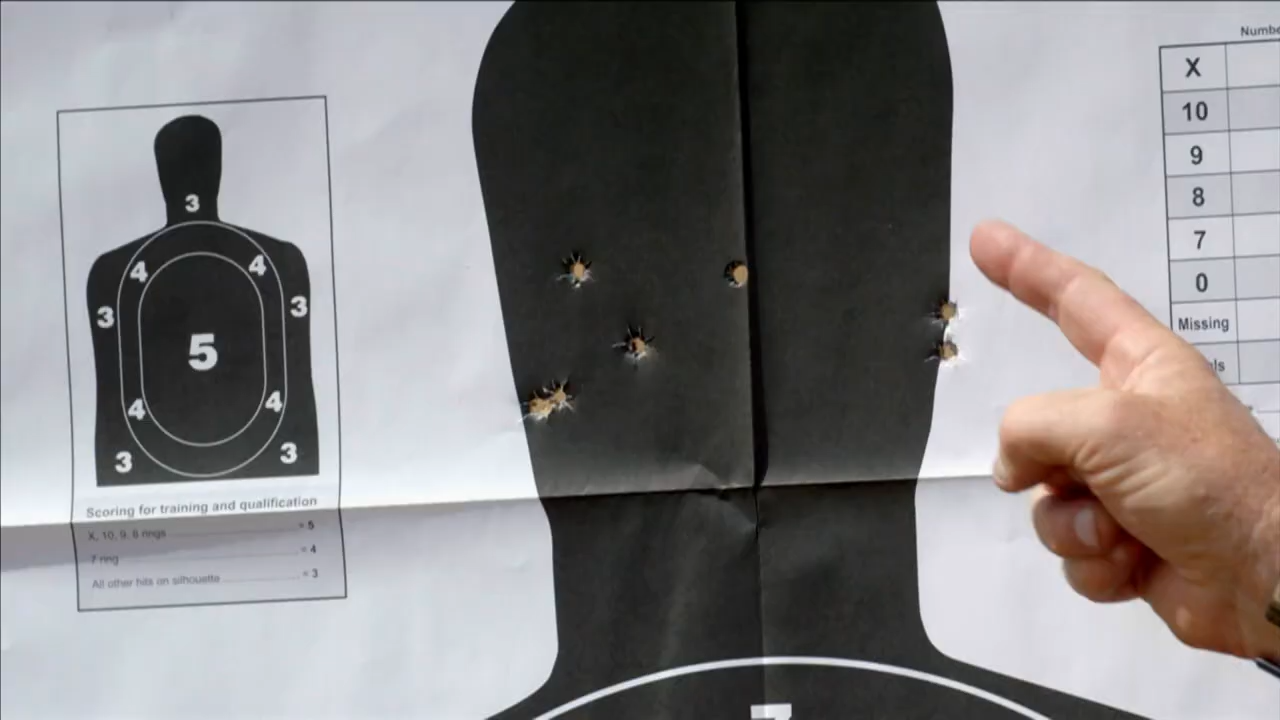 3
4 4
3 3
5
4 4
3 3
Scoring for training and qualification
X, 10, 9, 8 rings = 5
7 ring = 4
All other hits on silhouette = 3
7
X
10
9
8
7
0
Missing